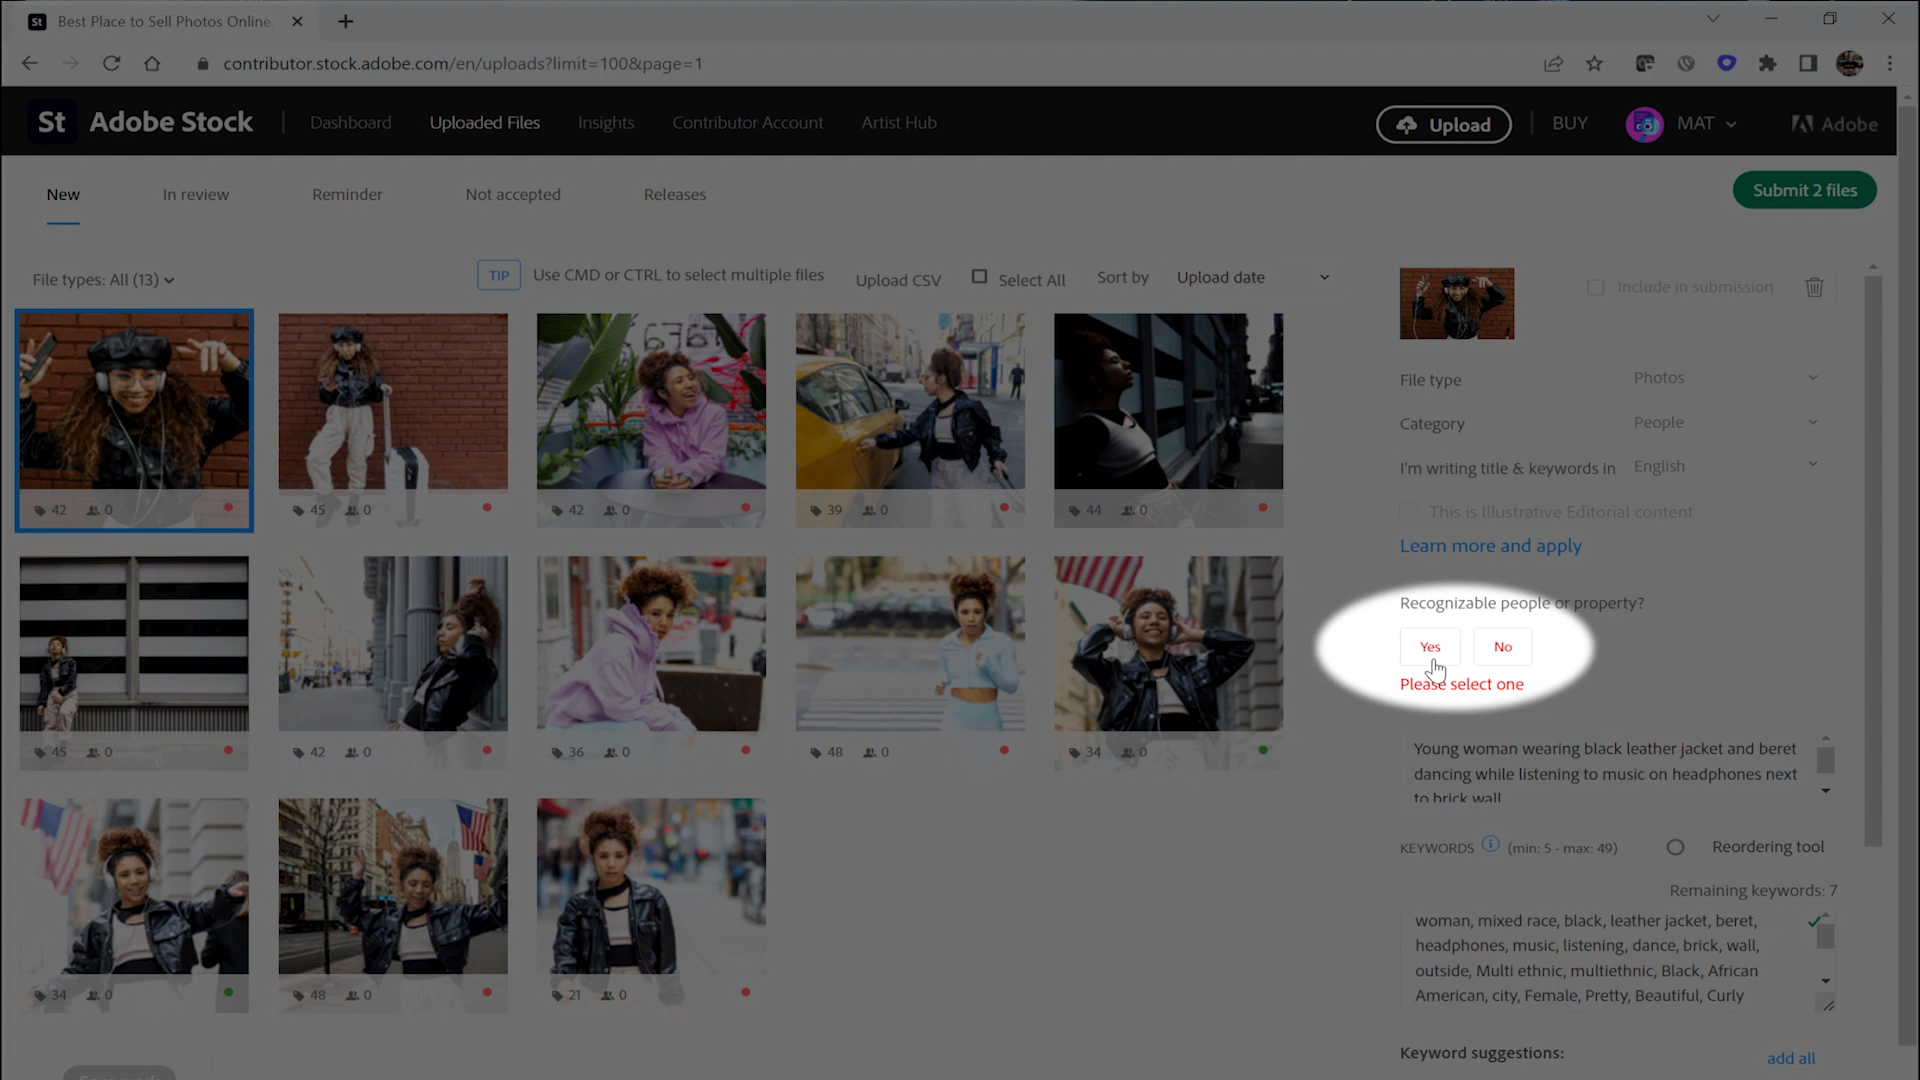 St Best Place to Sell Photos Online
contributor.stock.adobe.com/en/uploads?limit=100&page=1
St Adobe Stock Dashboard Uploaded Files Insights Contributor Account Artist Hub Upload BUY MAT Adobe
New In review Reminder Not accepted Releases Submit 2 files
File types: All (13) TIP Use CMD or CTRL to select multiple files Upload CSV Select All Sort by Upload date
42 0 45 0 42 0 39 0 44 0
45 0 42 0 36 0 48 0 34 0
34 0 48 0 21 0
Include in submission
File type Photos
Category People
I'm writing title & keywords in English
This is Illustrative Editorial content
Learn more and apply
Recognizable people or property?
Yes No
Please select one
Young woman wearing black leather jacket and beret
dancing while listening to music on headphones next
to brick wall
KEYWORDS (min: 5 - max: 49) Reordering tool
Remaining keywords: 7
woman, mixed race, black, leather jacket, beret,
headphones, music, listening, dance, brick, wall,
outside, Multi ethnic, multiethnic, Black, African
American, city, Female, Pretty, Beautiful, Curly
Keyword suggestions: add all